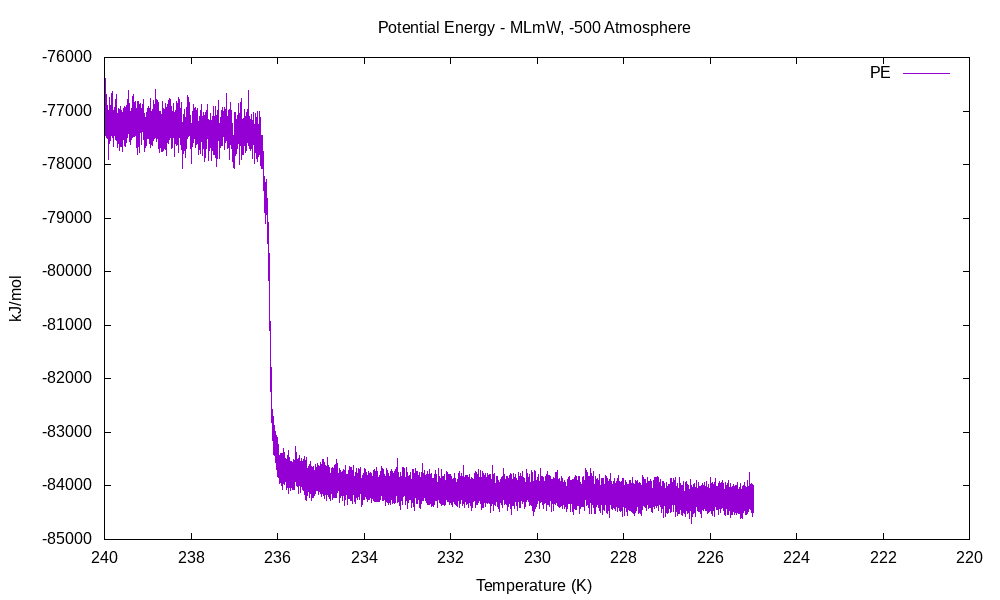 Potential Energy - MLmW, -500 Atmosphere
PE
-76000
-77000
-78000
-79000
-80000
-81000
-82000
-83000
-84000
-85000
kJ/mol
240 238 236 234 232 230 228 226 224 222 220
Temperature (K)